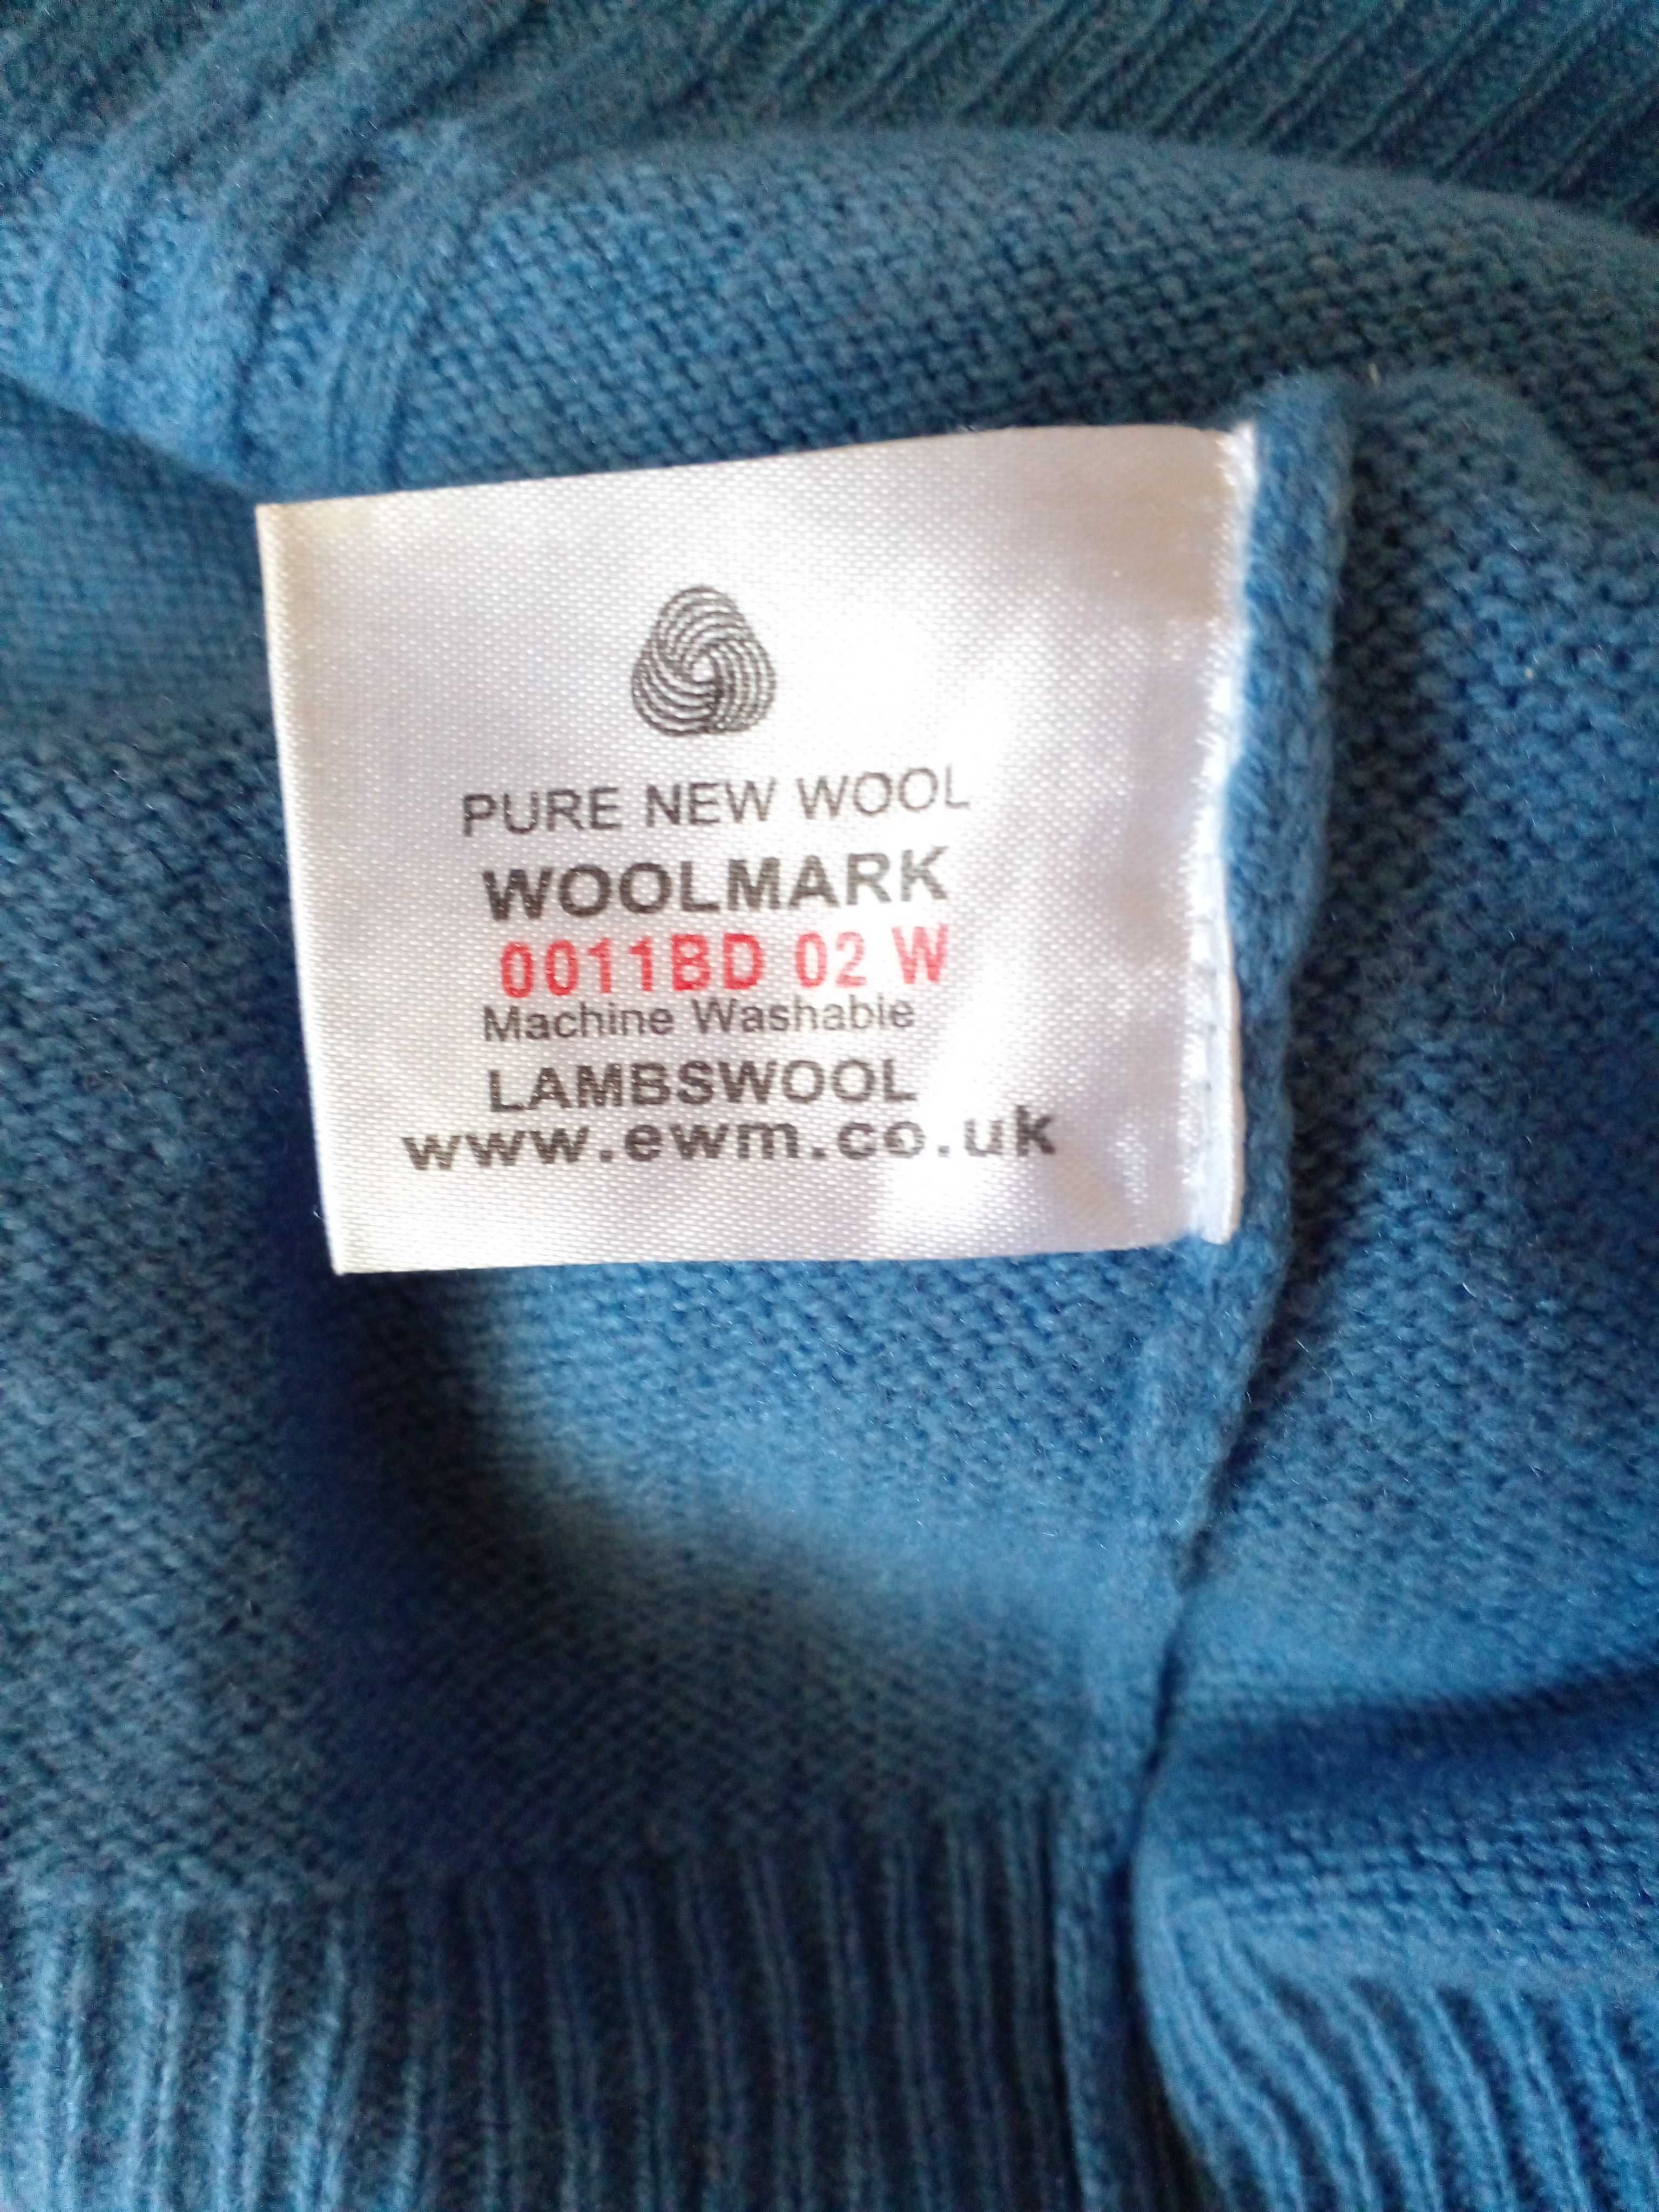 PURE NEW WOOL
WOOLMARK
0011BD 02 W
Machine Washable
LAMBSWOOL
www.ewm.co.uk